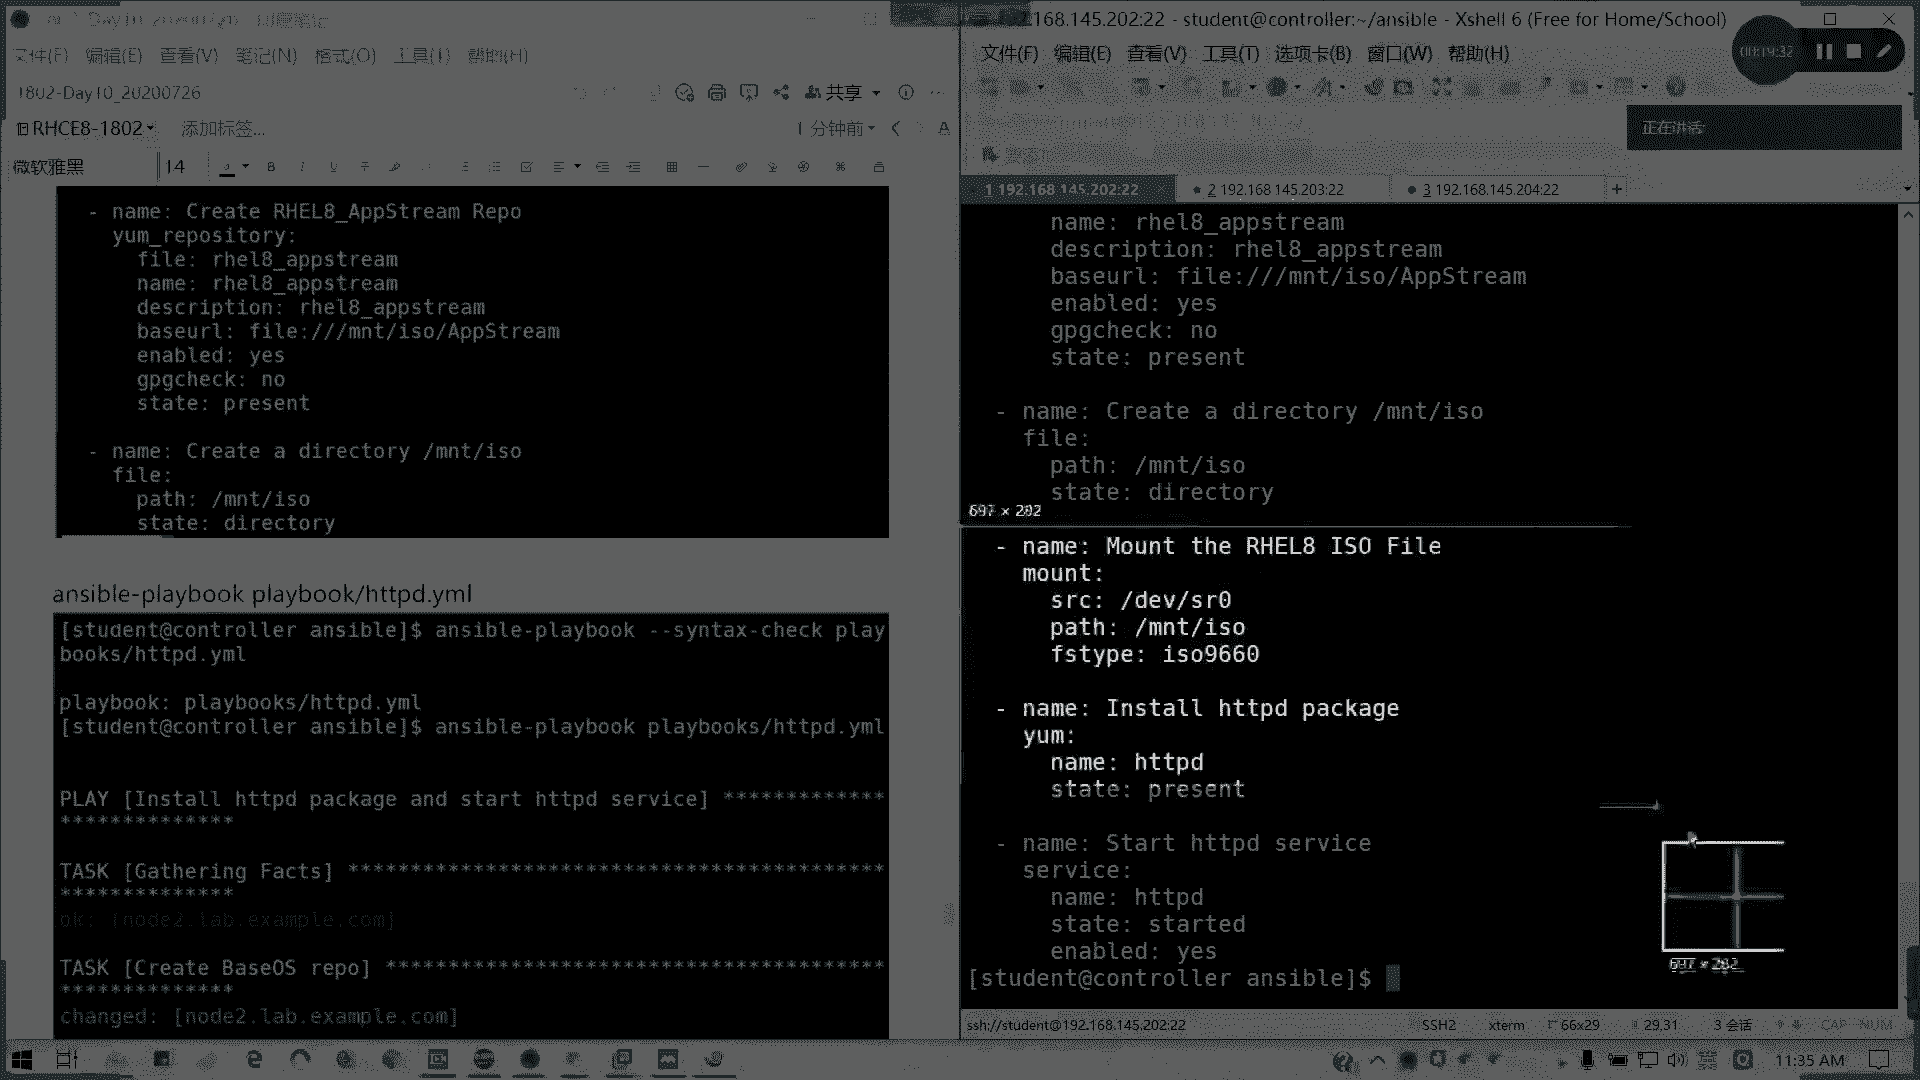 文件(F) 编辑(E) 查看(V) 笔记(N) 格式(O) 工具(T) 帮助(H)
1802-Day10_20200726
共享
RHCE8-1802
添加标签...
1 分钟前
微软雅黑
14
- name: Create RHEL8_AppStream Repo
yum_repository:
file: rhel8_appstream
name: rhel8_appstream
description: rhel8_appstream
baseurl: file:///mnt/iso/AppStream
enabled: yes
gpgcheck: no
state: present
- name: Create a directory /mnt/iso
file:
path: /mnt/iso
state: directory
ansible-playbook playbook/httpd.yml
[student@controller ansible]$ ansible-playbook --syntax-check play
books/httpd.yml
playbook: playbooks/httpd.yml
[student@controller ansible]$ ansible-playbook playbooks/httpd.yml
PLAY [Install httpd package and start httpd service] *************
**************
TASK [Gathering Facts] *******************************************
**************
ok: [node2.lab.example.com]
TASK [Create BaseOS repo] ****************************************
**************
changed: [node2.lab.example.com]
192.168.145.202:22 - student@controller:~/ansible - Xshell 6 (Free for Home/School)
文件(F) 编辑(E) 查看(V) 工具(T) 选项卡(B) 窗口(W) 帮助(H)
00:19:32
正在讲话:
1 192.168.145.202:22
2 192.168.145.203:22
3 192.168.145.204:22
name: rhel8_appstream
description: rhel8_appstream
baseurl: file:///mnt/iso/AppStream
enabled: yes
gpgcheck: no
state: present
- name: Create a directory /mnt/iso
file:
path: /mnt/iso
state: directory
697 × 282
- name: Mount the RHEL8 ISO File
mount:
src: /dev/sr0
path: /mnt/iso
fstype: iso9660
- name: Install httpd package
yum:
name: httpd
state: present
- name: Start httpd service
service:
name: httpd
state: started
enabled: yes
697 × 282
[student@controller ansible]$
ssh://student@192.168.145.202:22
SSH2
xterm
66x29
29,31
3 会话
CAP NUM
英
11:35 AM